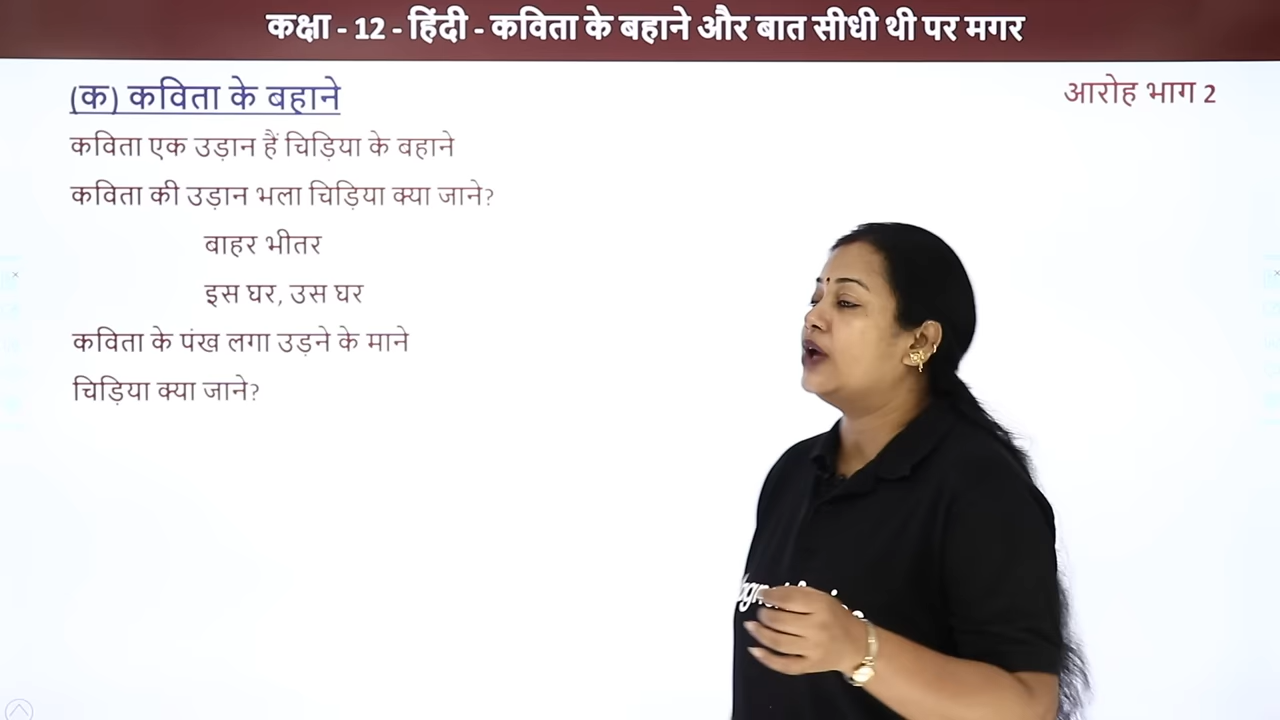 कक्षा - 12 - हिंदी - कविता के बहाने और बात सीधी थी पर मगर
(क) कविता के बहाने
आरोह भाग 2
कविता एक उड़ान हैं चिड़िया के बहाने
कविता की उड़ान भला चिड़िया क्या जाने?
बाहर भीतर
इस घर, उस घर
कविता के पंख लगा उड़ने के माने
चिड़िया क्या जाने?